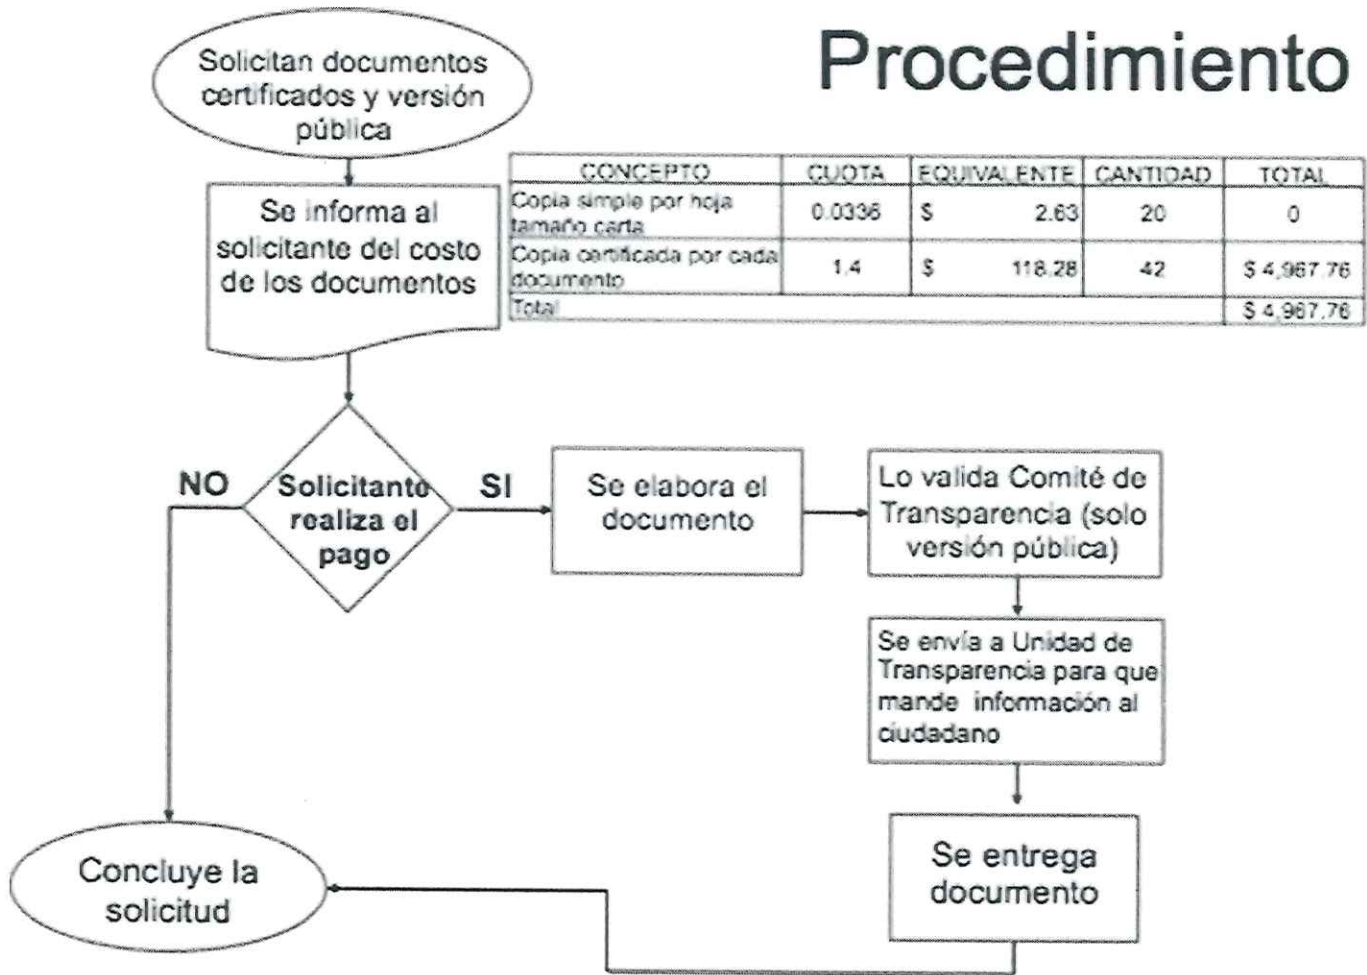 Procedimiento
Solicitan documentos
certificados y versión
pública
Se informa al
solicitante del costo
de los documentos
CONCEPTO CUOTA EQUIVALENTE CANTIDAD TOTAL
Copia simple por hoja
tamaño carta
0.0336 $ 2.63 20 0
Copia certificada por cada
documento
1.4 $ 118.28 42 $ 4,967.76
Total $ 4,967.76
NO
Solicitante
realiza el
pago
SI
Se elabora el
documento
Lo valida Comité de
Transparencia (solo
versión pública)
Se envía a Unidad de
Transparencia para que
mande información al
ciudadano
Se entrega
documento
Concluye la
solicitud